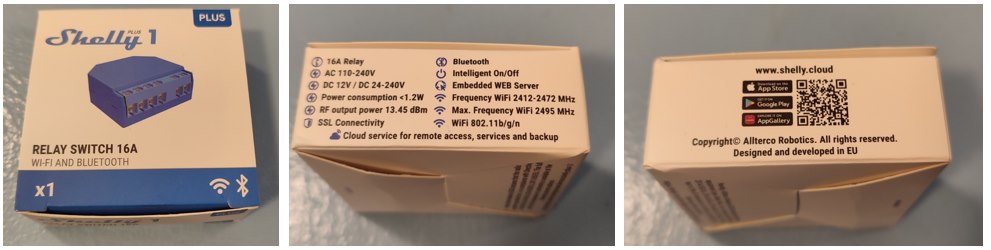 PLUS
Shelly PLUS 1
RELAY SWITCH 16A
WI-FI AND BLUETOOTH
x1
Shelly 1
16A Relay
AC 110-240V
DC 12V / DC 24-240V
Power consumption <1.2W
RF output power 13.45 dBm
SSL Connectivity
Bluetooth
Intelligent On/Off
Embedded WEB Server
Frequency WiFi 2412-2472 MHz
Max. Frequency WiFi 2495 MHz
WiFi 802.11b/g/n
Cloud service for remote access, services and backup
www.shelly.cloud
App Store
Google Play
AppGallery
Copyright© Allterco Robotics. All rights reserved.
Designed and developed in EU